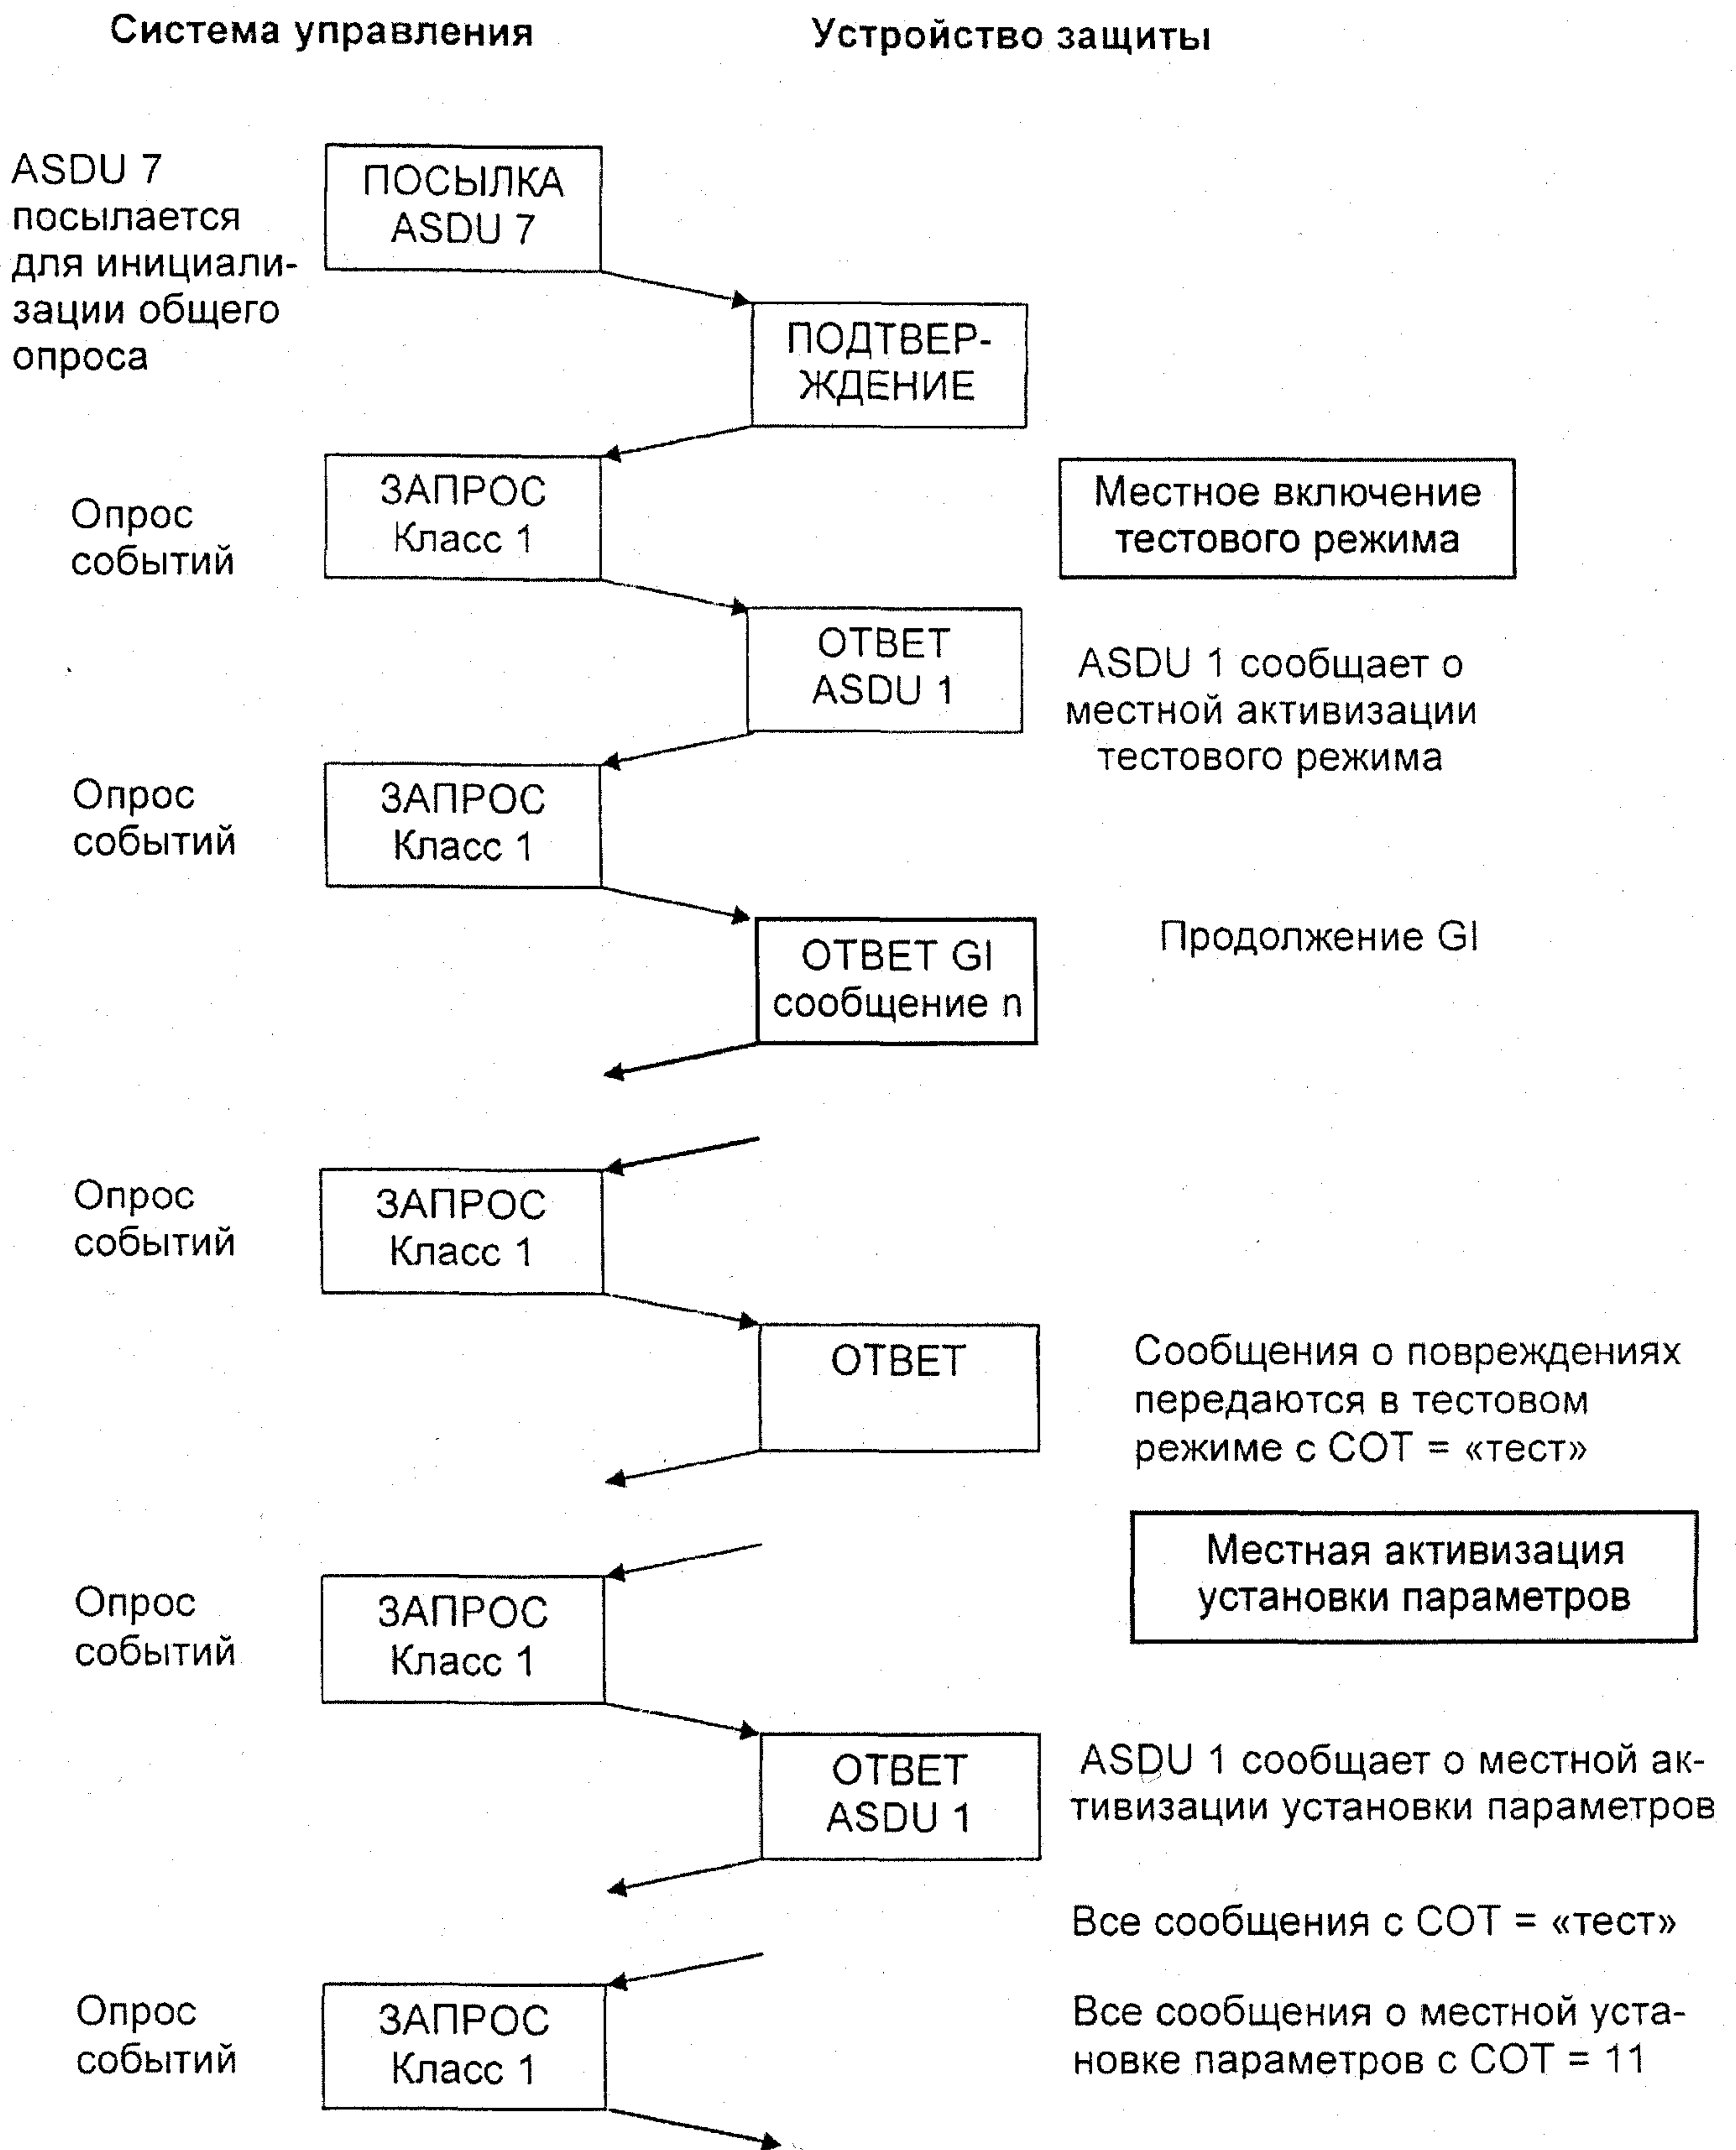 Система управления
Устройство защиты
ASDU 7
посылается
для инициали-
зации общего
опроса
ПОСЫЛКА
ASDU 7
ПОДТВЕР-
ЖДЕНИЕ
Опрос
событий
ЗАПРОС
Класс 1
Местное включение
тестового режима
ОТВЕТ
ASDU 1
ASDU 1 сообщает о
местной активизации
тестового режима
Опрос
событий
ЗАПРОС
Класс 1
ОТВЕТ GI
сообщение n
Продолжение GI
Опрос
событий
ЗАПРОС
Класс 1
ОТВЕТ
Сообщения о повреждениях
передаются в тестовом
режиме с COT = «тест»
Местная активизация
установки параметров
Опрос
событий
ЗАПРОС
Класс 1
ОТВЕТ
ASDU 1
ASDU 1 сообщает о местной ак-
тивизации установки параметров
Все сообщения с COT = «тест»
Опрос
событий
ЗАПРОС
Класс 1
Все сообщения о местной уста-
новке параметров с COT = 11